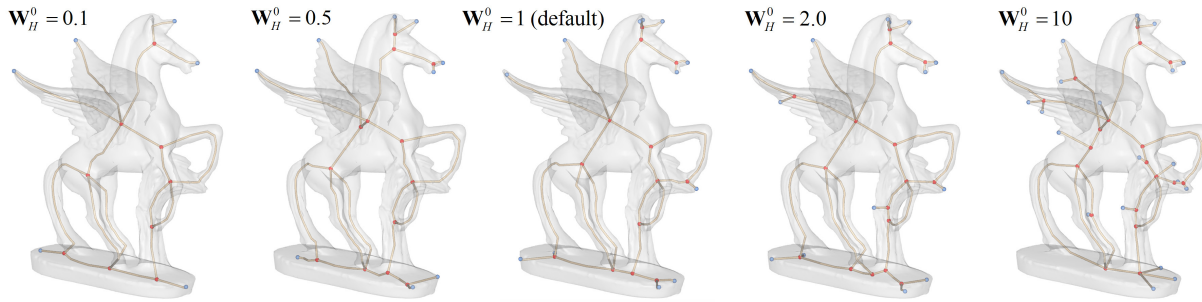 W⁰_H = 0.1
W⁰_H = 0.5
W⁰_H = 1 (default)
W⁰_H = 2.0
W⁰_H = 10